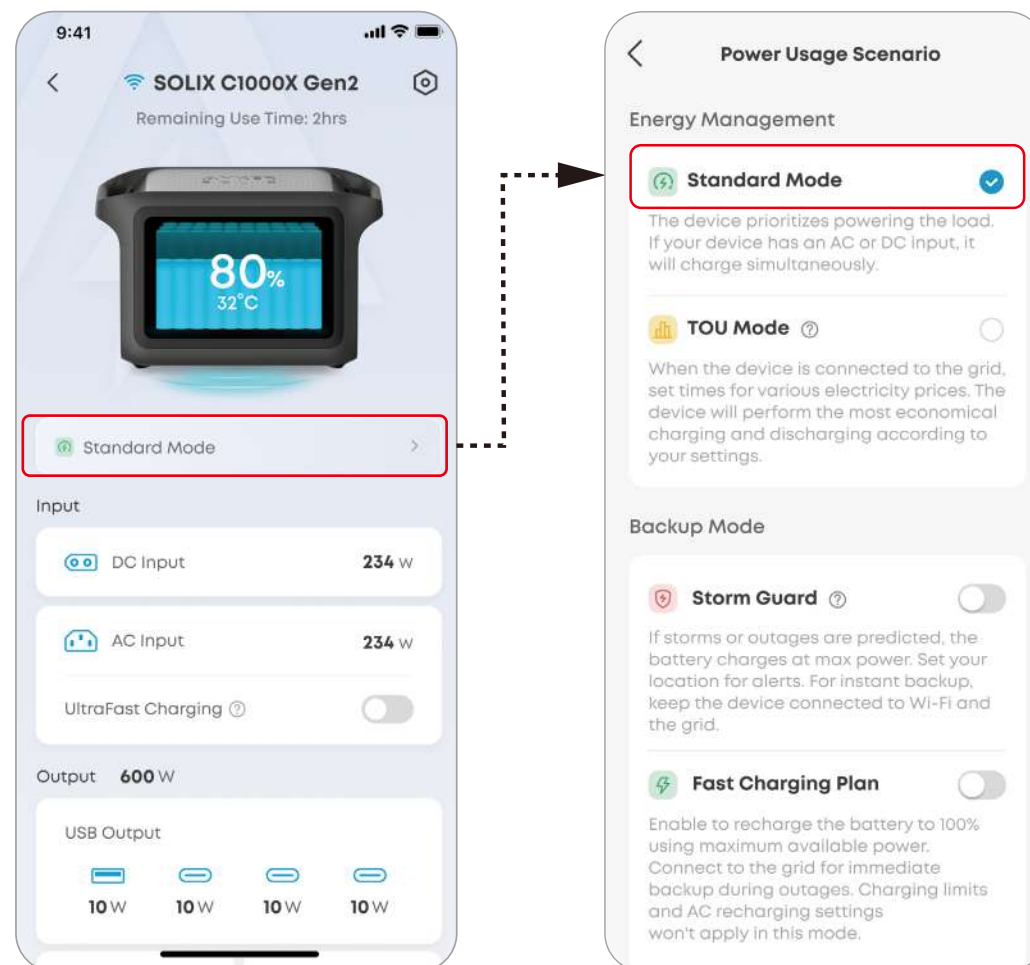 9:41
SOLIX C1000X Gen2
Remaining Use Time: 2hrs
80%
32°C
Standard Mode
Input
DC Input 234 W
AC Input 234 W
UltraFast Charging ?
Output 600 W
USB Output
10 W 10 W 10 W 10 W
Power Usage Scenario
Energy Management
Standard Mode
The device prioritizes powering the load.
If your device has an AC or DC input, it
will charge simultaneously.
TOU Mode ?
When the device is connected to the grid,
set times for various electricity prices. The
device will perform the most economical
charging and discharging according to
your settings.
Backup Mode
Storm Guard ?
If storms or outages are predicted, the
battery charges at max power. Set your
location for alerts. For instant backup,
keep the device connected to Wi-Fi and
the grid.
Fast Charging Plan
Enable to recharge the battery to 100%
using maximum available power.
Connect to the grid for immediate
backup during outages. Charging limits
and AC recharging settings
won't apply in this mode.